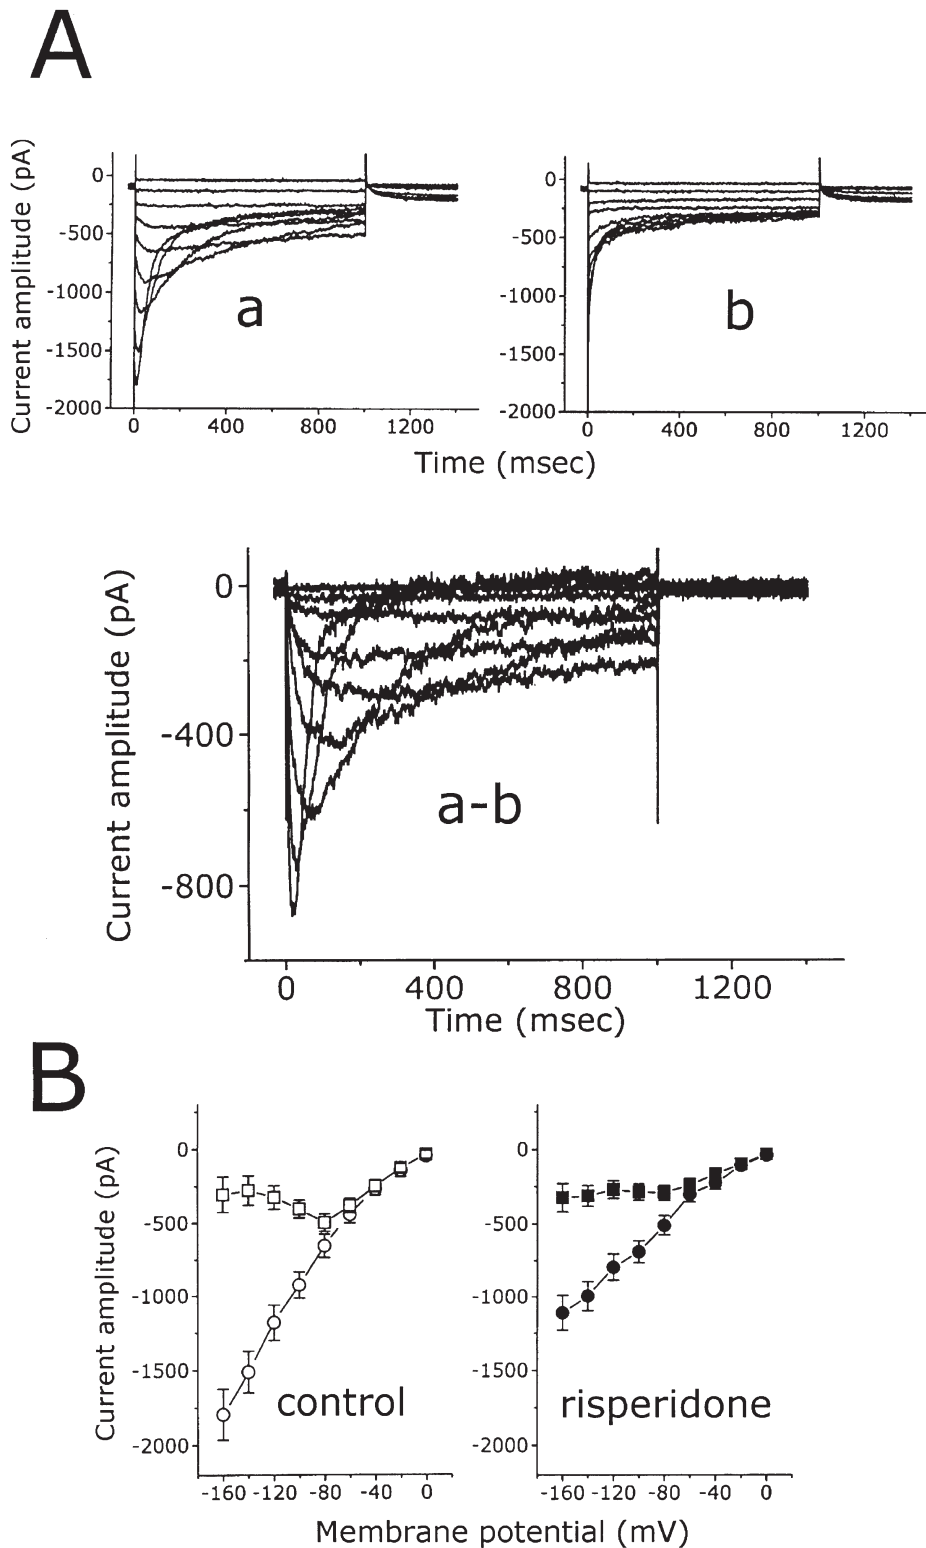 A
Current amplitude (pA)
0
-500
-1000
-1500
-2000
a
0 400 800 1200
0
-500
-1000
-1500
-2000
b
0 400 800 1200
Time (msec)
Current amplitude (pA)
0
-400
-800
a-b
0 400 800 1200
Time (msec)
B
Current amplitude (pA)
0
-500
-1000
-1500
-2000
control
-160 -120 -80 -40 0
0
-500
-1000
-1500
-2000
risperidone
-160 -120 -80 -40 0
Membrane potential (mV)